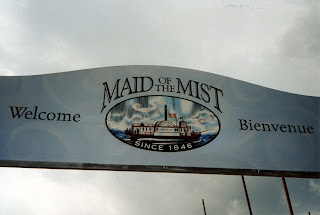 MAID OF THE MIST
Welcome
Bienvenue
SINCE 1846